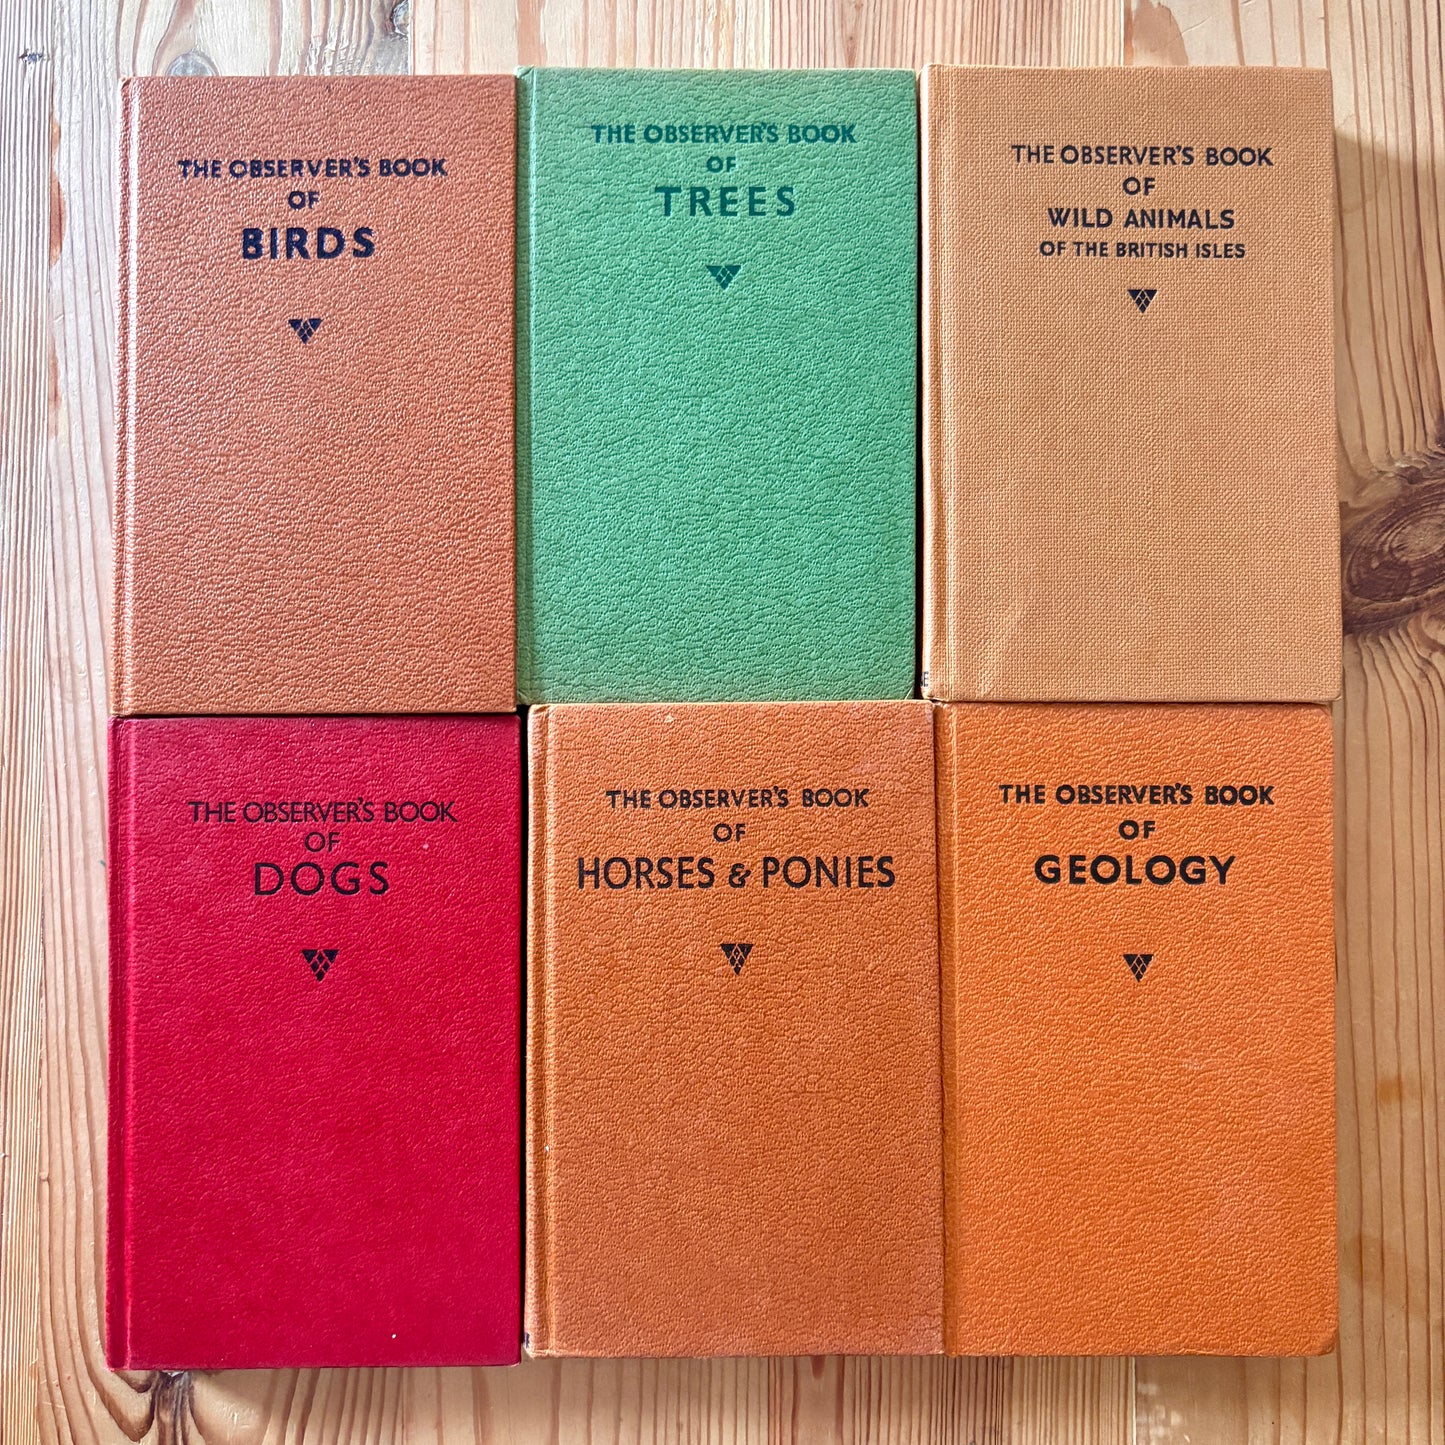 THE OBSERVER'S BOOK
OF
BIRDS
THE OBSERVER'S BOOK
OF
TREES
THE OBSERVER'S BOOK
OF
WILD ANIMALS
OF THE BRITISH ISLES
THE OBSERVER'S BOOK
OF
DOGS
THE OBSERVER'S BOOK
OF
HORSES & PONIES
THE OBSERVER'S BOOK
OF
GEOLOGY